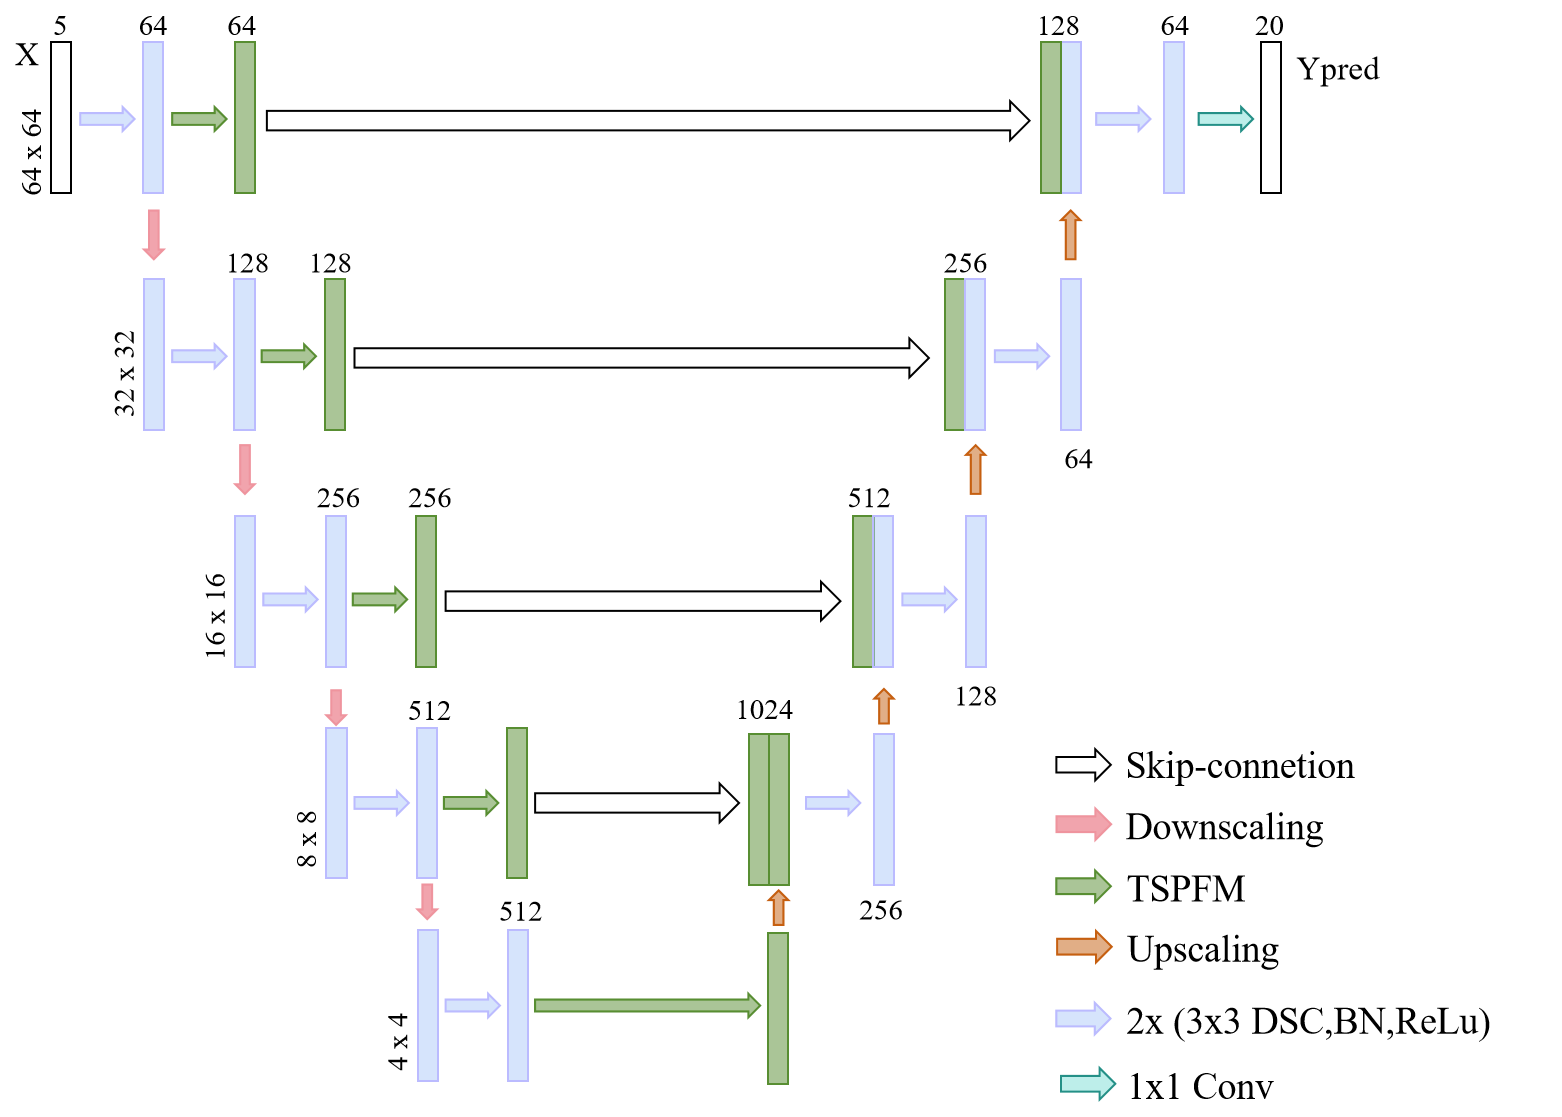 5
64
64
128
64
20
X
Ypred
64 x 64
128
128
256
32 x 32
64
256
256
512
16 x 16
128
512
1024
8 x 8
256
512
4 x 4
Skip-connetion
Downscaling
TSPFM
Upscaling
2x (3x3 DSC,BN,ReLu)
1x1 Conv